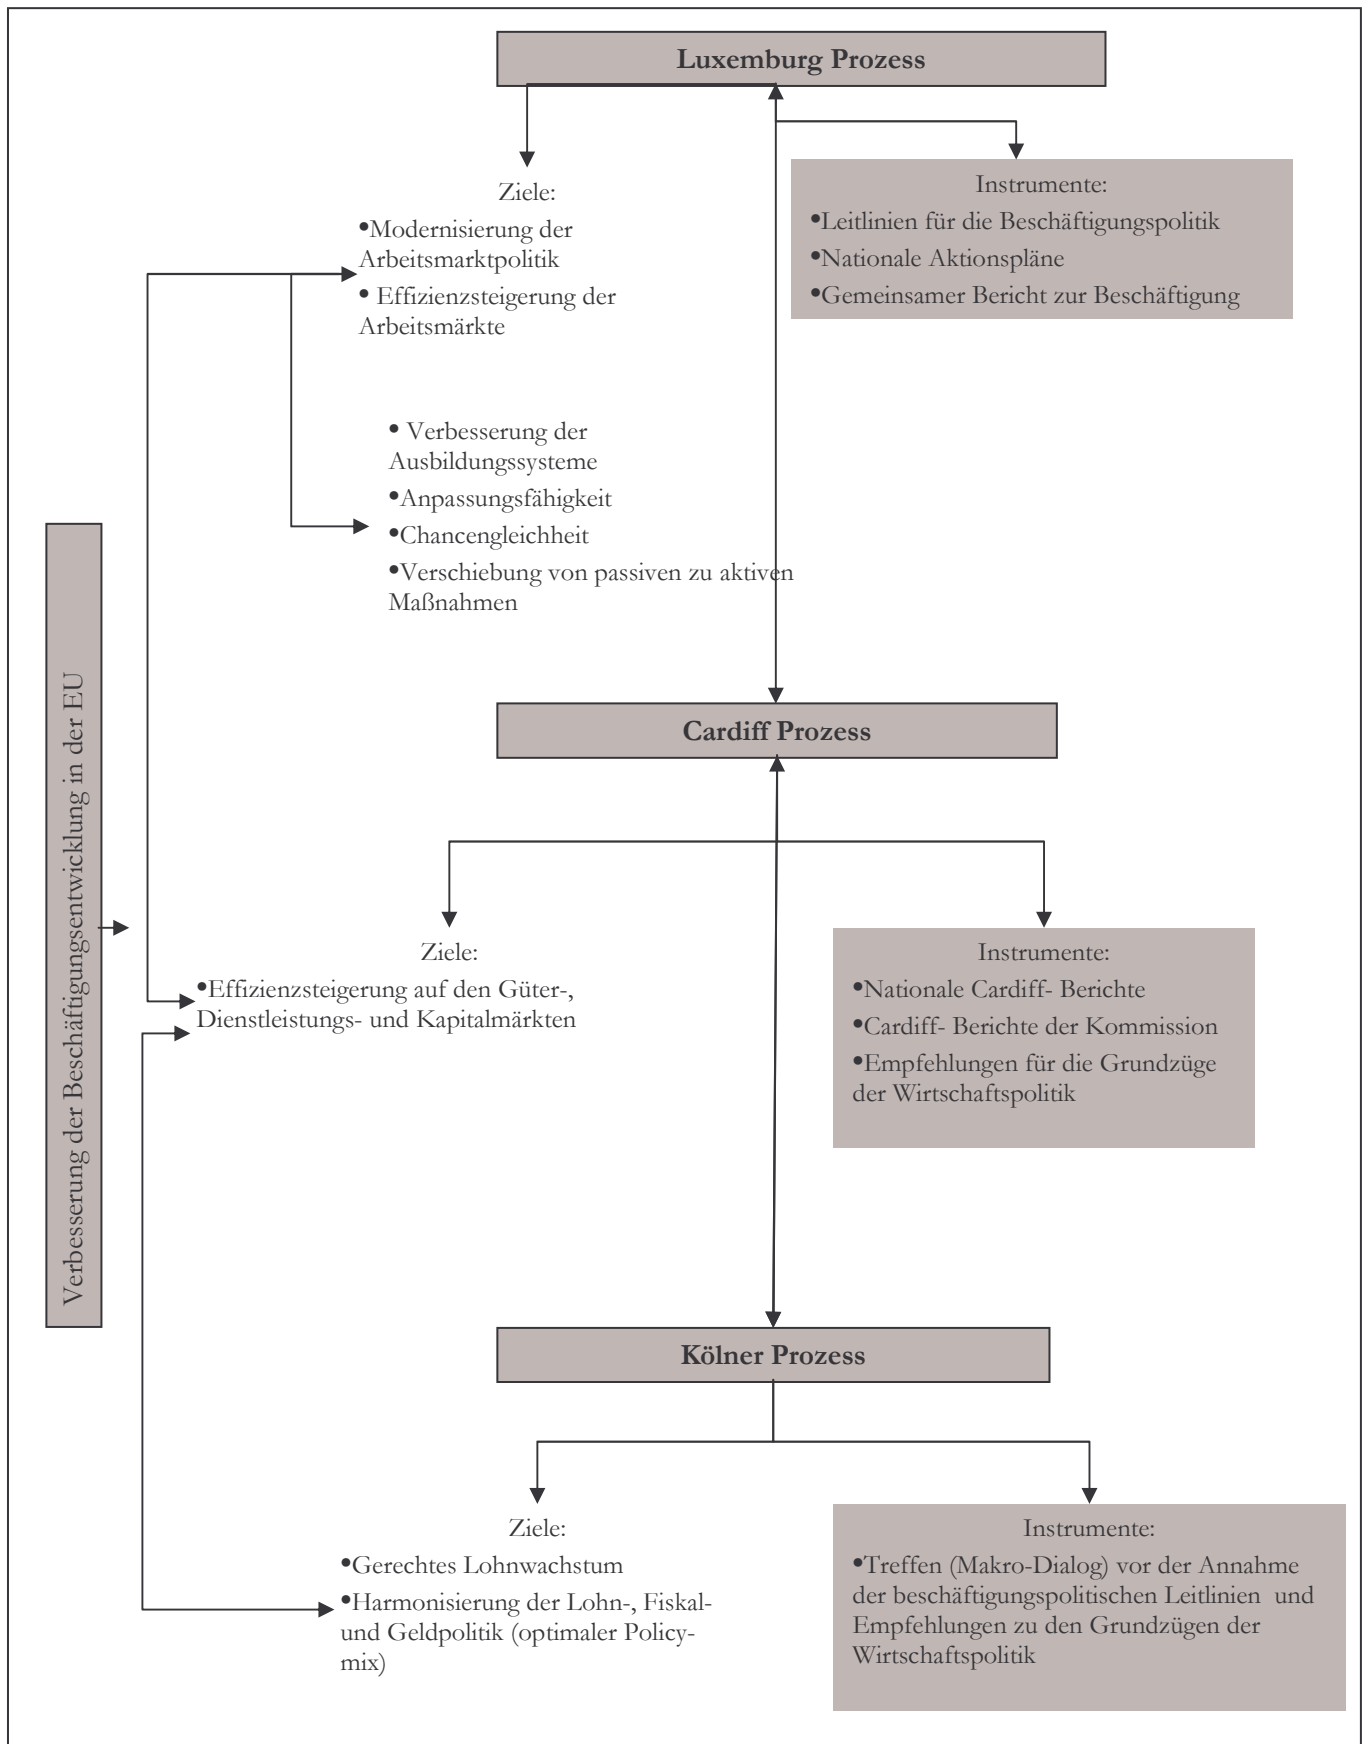 Luxemburg Prozess
Ziele:
•Modernisierung der
Arbeitsmarktpolitik
• Effizienzsteigerung der
Arbeitsmärkte
Instrumente:
•Leitlinien für die Beschäftigungspolitik
•Nationale Aktionspläne
•Gemeinsamer Bericht zur Beschäftigung
• Verbesserung der
Ausbildungssysteme
•Anpassungsfähigkeit
•Chancengleichheit
•Verschiebung von passiven zu aktiven
Maßnahmen
Verbesserung der Beschäftigungsentwicklung in der EU
Cardiff Prozess
Ziele:
•Effizienzsteigerung auf den Güter-,
Dienstleistungs- und Kapitalmärkten
Instrumente:
•Nationale Cardiff- Berichte
•Cardiff- Berichte der Kommission
•Empfehlungen für die Grundzüge
der Wirtschaftspolitik
Kölner Prozess
Ziele:
•Gerechtes Lohnwachstum
•Harmonisierung der Lohn-, Fiskal-
und Geldpolitik (optimaler Policy-
mix)
Instrumente:
•Treffen (Makro-Dialog) vor der Annahme
der beschäftigungspolitischen Leitlinien  und
Empfehlungen zu den Grundzügen der
Wirtschaftspolitik